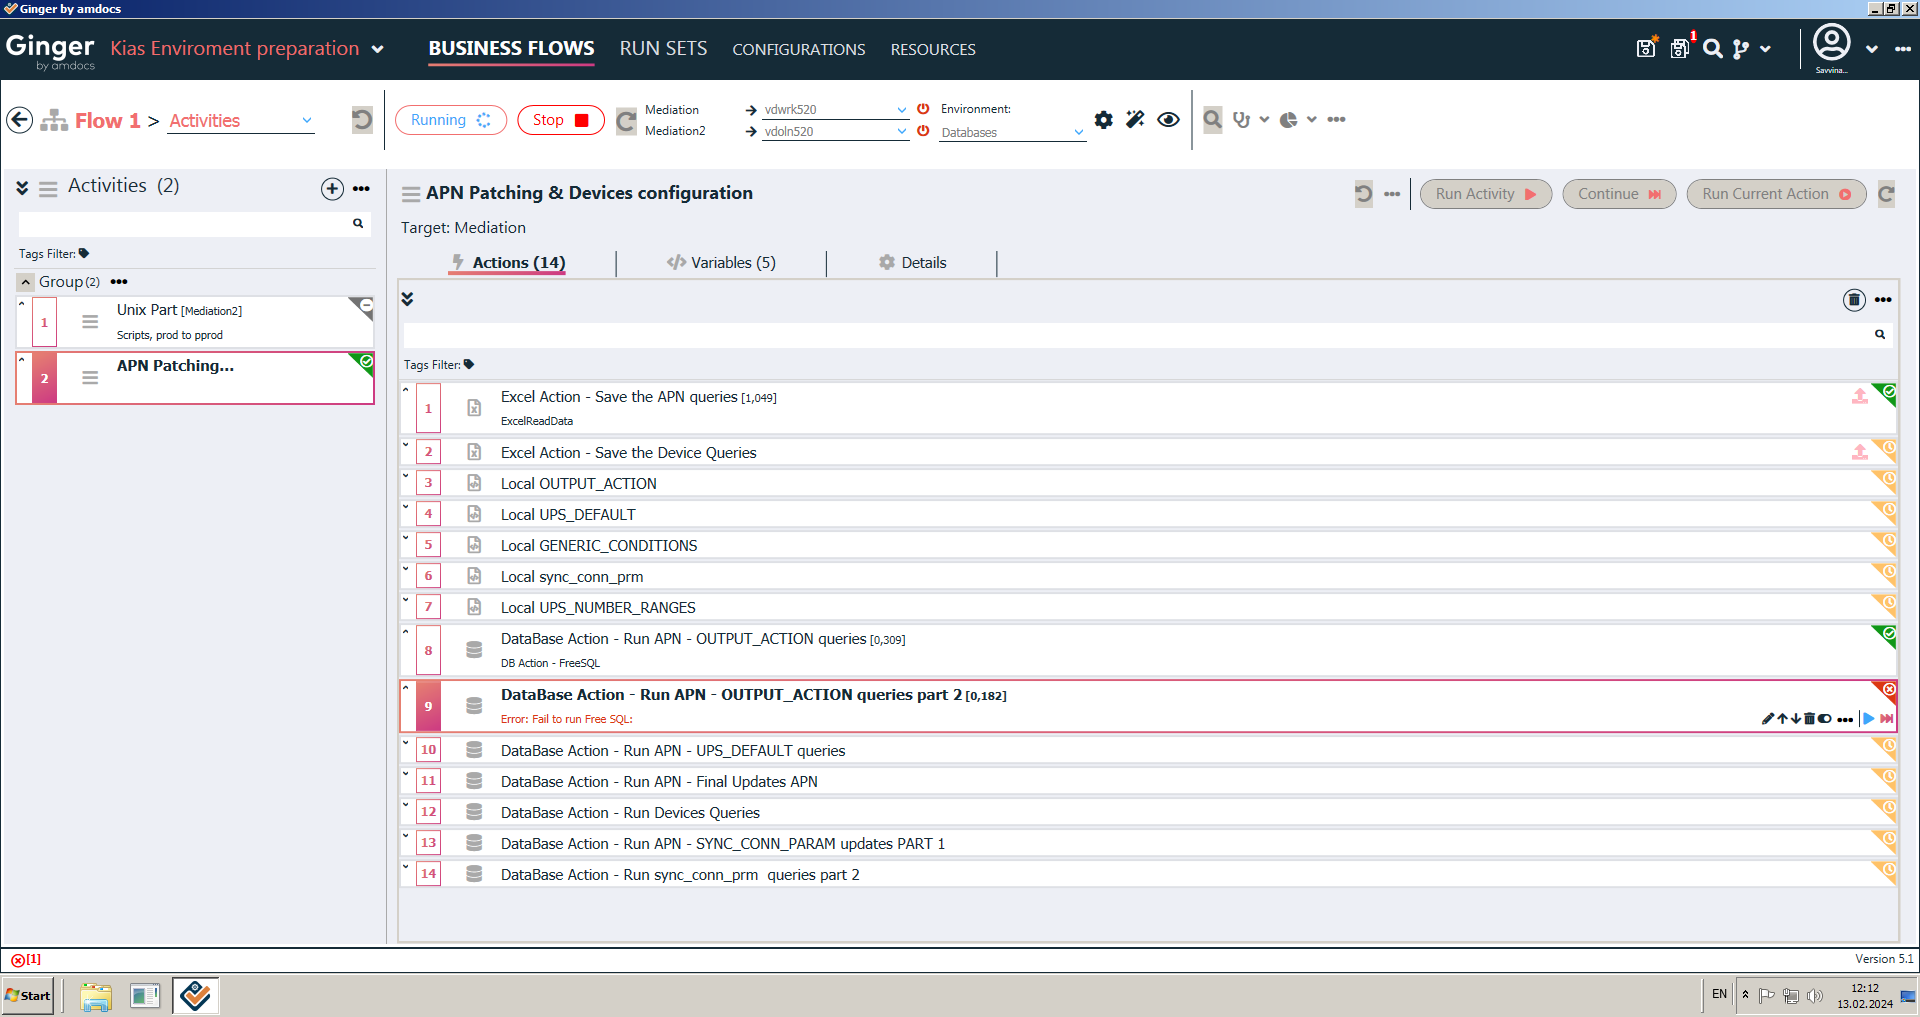 Ginger by amdocs
Ginger
by amdocs
Kias Enviroment preparation
BUSINESS FLOWS
RUN SETS
CONFIGURATIONS
RESOURCES
1
Savvina...
Flow 1 > Activities
Running
Stop
Mediation
vdwrk520
Mediation2
vdoln520
Environment:
Databases
Activities (2)
Tags Filter:
Group (2)
1
Unix Part [Mediation2]
Scripts, prod to pprod
2
APN Patching...
APN Patching & Devices configuration
Run Activity
Continue
Run Current Action
Target: Mediation
Actions (14)
Variables (5)
Details
Tags Filter:
1
Excel Action - Save the APN queries [1,049]
ExcelReadData
2
Excel Action - Save the Device Queries
3
Local OUTPUT_ACTION
4
Local UPS_DEFAULT
5
Local GENERIC_CONDITIONS
6
Local sync_conn_prm
7
Local UPS_NUMBER_RANGES
8
DataBase Action - Run APN - OUTPUT_ACTION queries [0,309]
DB Action - FreeSQL
9
DataBase Action - Run APN - OUTPUT_ACTION queries part 2 [0,182]
Error: Fail to run Free SQL:
10
DataBase Action - Run APN - UPS_DEFAULT queries
11
DataBase Action - Run APN - Final Updates APN
12
DataBase Action - Run Devices Queries
13
DataBase Action - Run APN - SYNC_CONN_PARAM updates PART 1
14
DataBase Action - Run sync_conn_prm  queries part 2
[1]
Version 5.1
Start
EN
12:12
13.02.2024